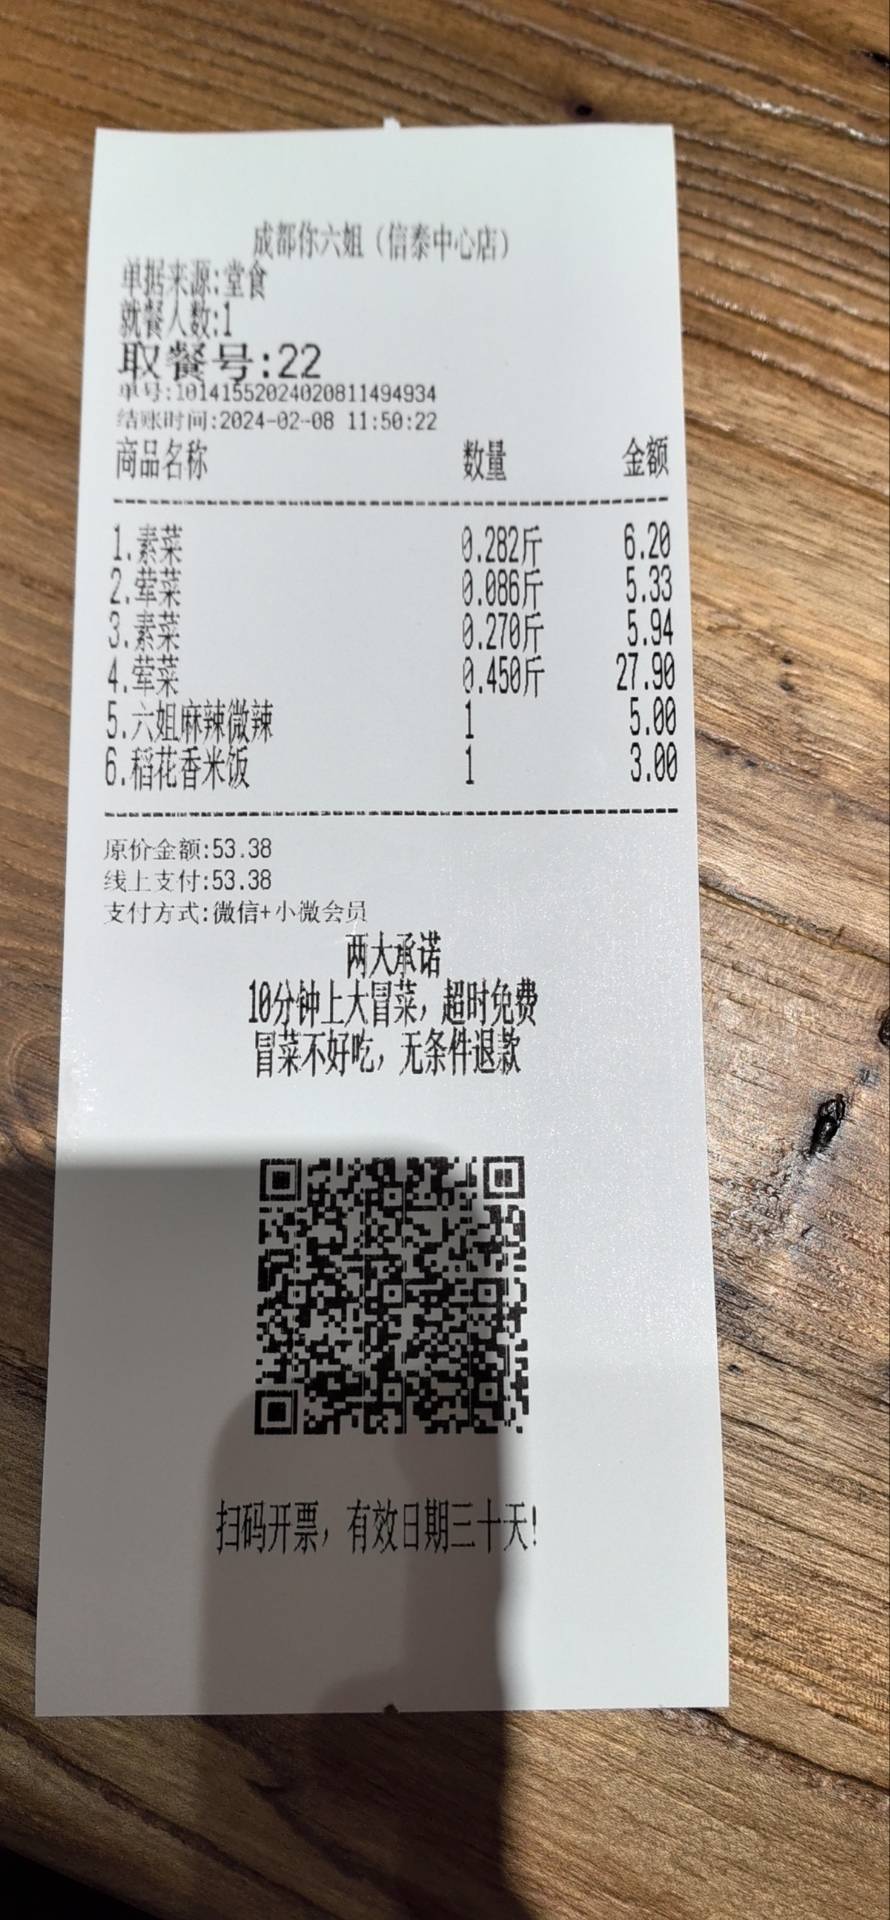 成都你六姐（信泰中心店）
单据来源:堂食
就餐人数:1
取餐号:22
单号:10141552024020811494934
结账时间:2024-02-08 11:50:22
商品名称 数量 金额
1.素菜 0.282斤 6.20
2.荤菜 0.086斤 5.33
3.素菜 0.270斤 5.94
4.荤菜 0.450斤 27.90
5.六姐麻辣微辣 1 5.00
6.稻花香米饭 1 3.00
原价金额:53.38
线上支付:53.38
支付方式:微信+小微会员
两大承诺
10分钟上大冒菜，超时免费
冒菜不好吃，无条件退款
扫码开票，有效日期三十天!